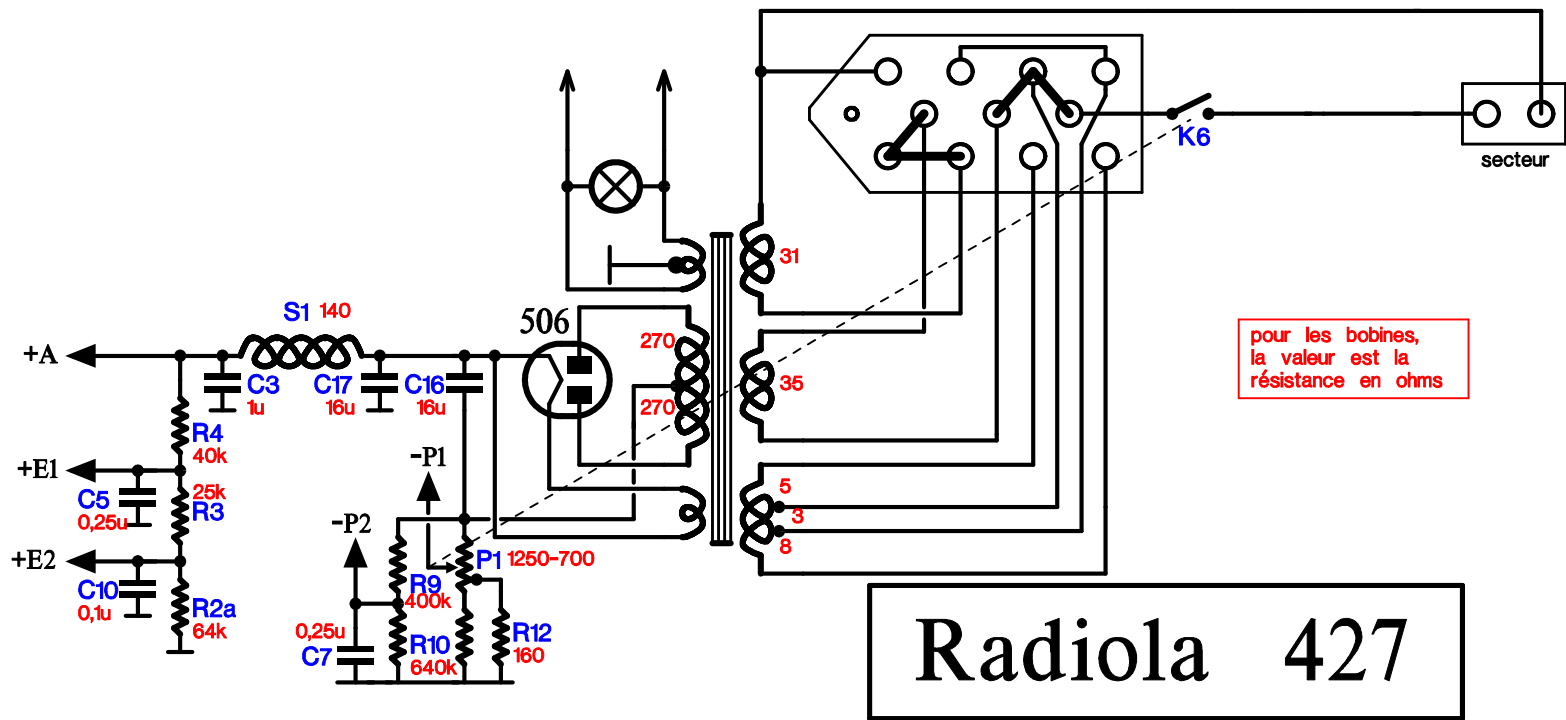 K6
secteur
31
S1 140
506
+A
270
pour les bobines,
la valeur est la
résistance en ohms
C3
1u
C17
16u
C16
16u
35
270
R4
40k
+E1
-P1
25k
C5
R3
0,25u
5
3
8
-P2
+E2
P1 1250-700
C10
0,1u
R9
400k
R2a
64k
0,25u
C7
R10
640k
R12
160
Radiola 427